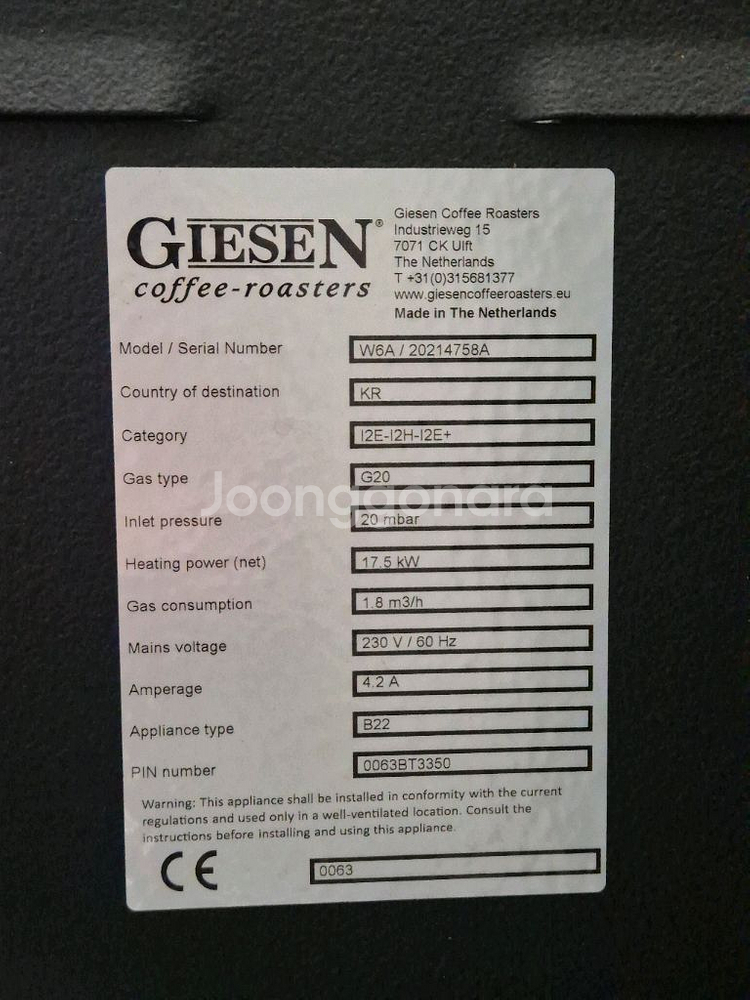 GIESEN®
coffee-roasters
Giesen Coffee Roasters
Industrieweg 15
7071 CK Ulft
The Netherlands
T +31(0)315681377
www.giesencoffeeroasters.eu
Made in The Netherlands
Model / Serial Number W6A / 20214758A
Country of destination KR
Category I2E-I2H-I2E+
Gas type G20
Joonggonara
Inlet pressure 20 mbar
Heating power (net) 17.5 kW
Gas consumption 1.8 m3/h
Mains voltage 230 V / 60 Hz
Amperage 4.2 A
Appliance type B22
PIN number 0063BT3350
Warning: This appliance shall be installed in conformity with the current
regulations and used only in a well-ventilated location. Consult the
instructions before installing and using this appliance.
CE 0063